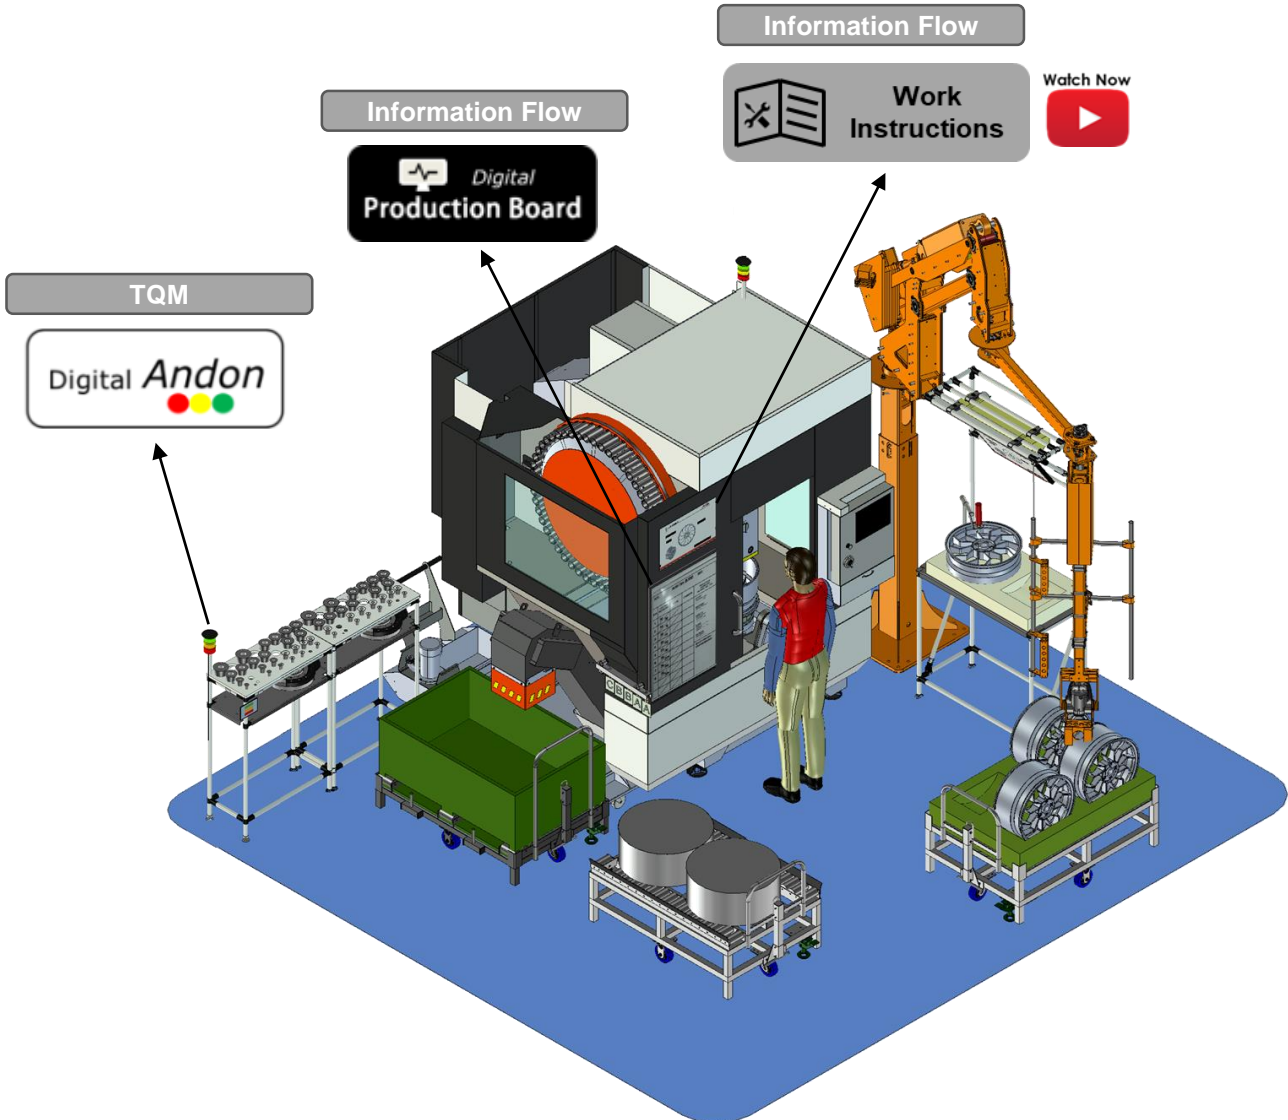 Information Flow
Work
Instructions
Watch Now
Information Flow
Digital
Production Board
TQM
Digital Andon
C B B A A